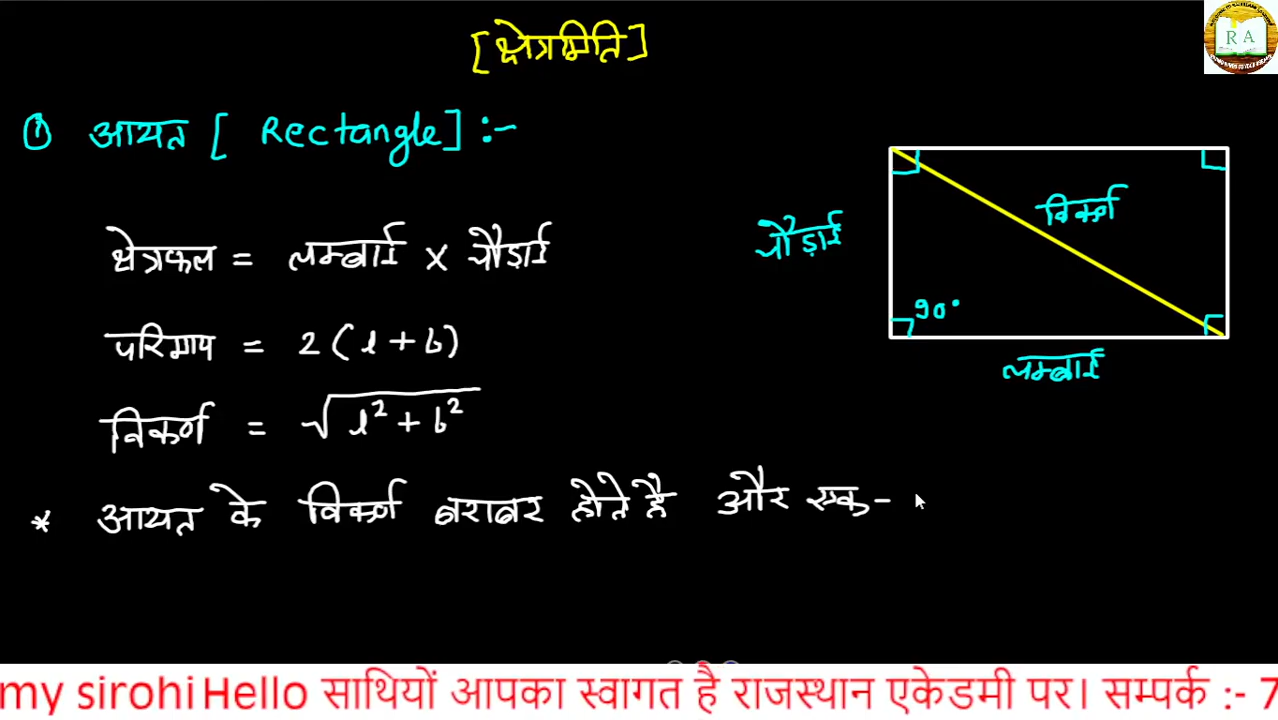 [क्षेत्रमिति]
① आयत [ Rectangle] :-
क्षेत्रफल = लम्बाई × चौड़ाई
परिमाप = 2 (l + b)
विकर्ण = √l² + b²
* आयत के विकर्ण बराबर होते है और एक -
चौड़ाई
विकर्ण
90°
लम्बाई
R A
my sirohi Hello साथियों आपका स्वागत है राजस्थान एकेडमी पर। सम्पर्क :- 7